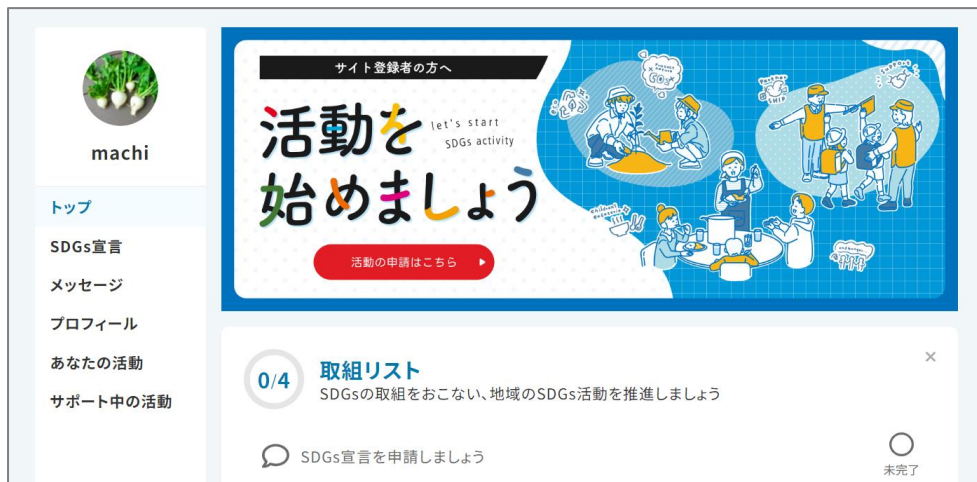 machi
トップ
SDGs宣言
メッセージ
プロフィール
あなたの活動
サポート中の活動
サイト登録者の方へ
活動を
let's start
SDGs activity
始めましょう
活動の申請はこちら
SOS
Partner
SHIP
SUPPORT
children's
0/4
取組リスト
SDGsの取組をおこない、地域のSDGs活動を推進しましょう
×
SDGs宣言を申請しましょう
未完了